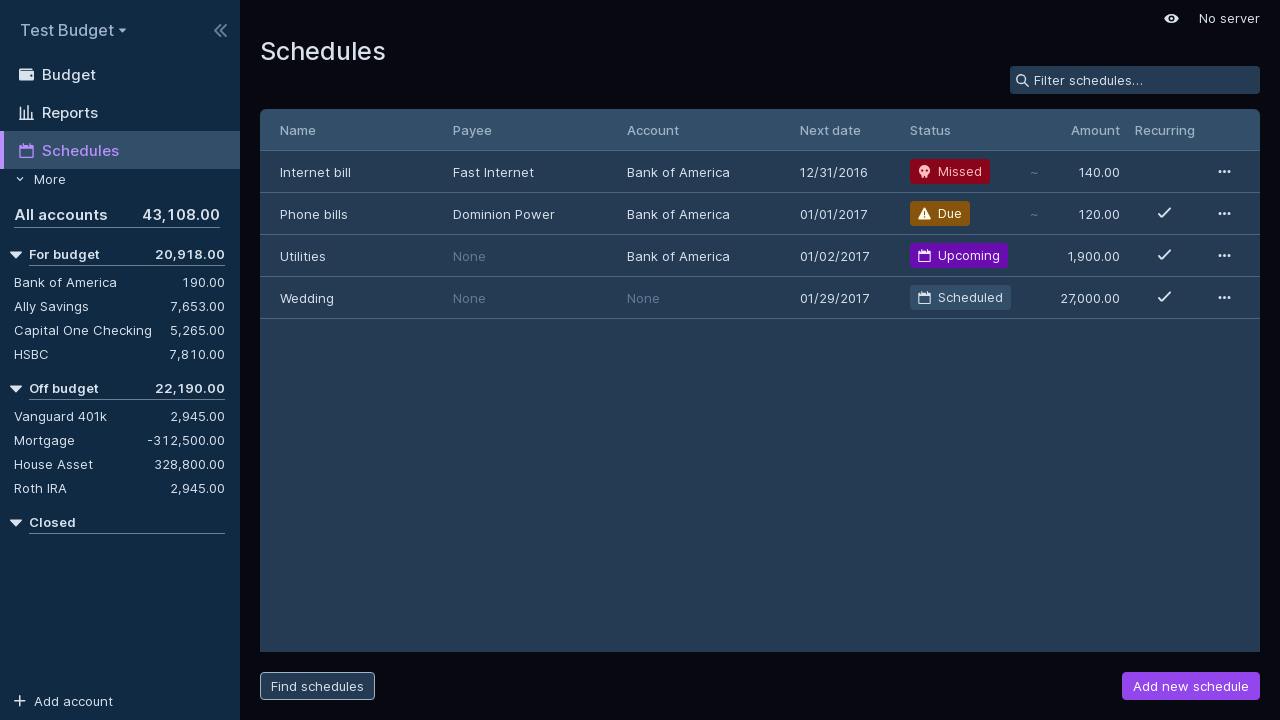 Test Budget
Budget
Reports
Schedules
More
All accounts 43,108.00
For budget 20,918.00
Bank of America 190.00
Ally Savings 7,653.00
Capital One Checking 5,265.00
HSBC 7,810.00
Off budget 22,190.00
Vanguard 401k 2,945.00
Mortgage -312,500.00
House Asset 328,800.00
Roth IRA 2,945.00
Closed
Add account
No server
Schedules
Filter schedules…
Name Payee Account Next date Status Amount Recurring
Internet bill Fast Internet Bank of America 12/31/2016 Missed ~ 140.00
Phone bills Dominion Power Bank of America 01/01/2017 Due ~ 120.00
Utilities None Bank of America 01/02/2017 Upcoming 1,900.00
Wedding None None 01/29/2017 Scheduled 27,000.00
Find schedules
Add new schedule